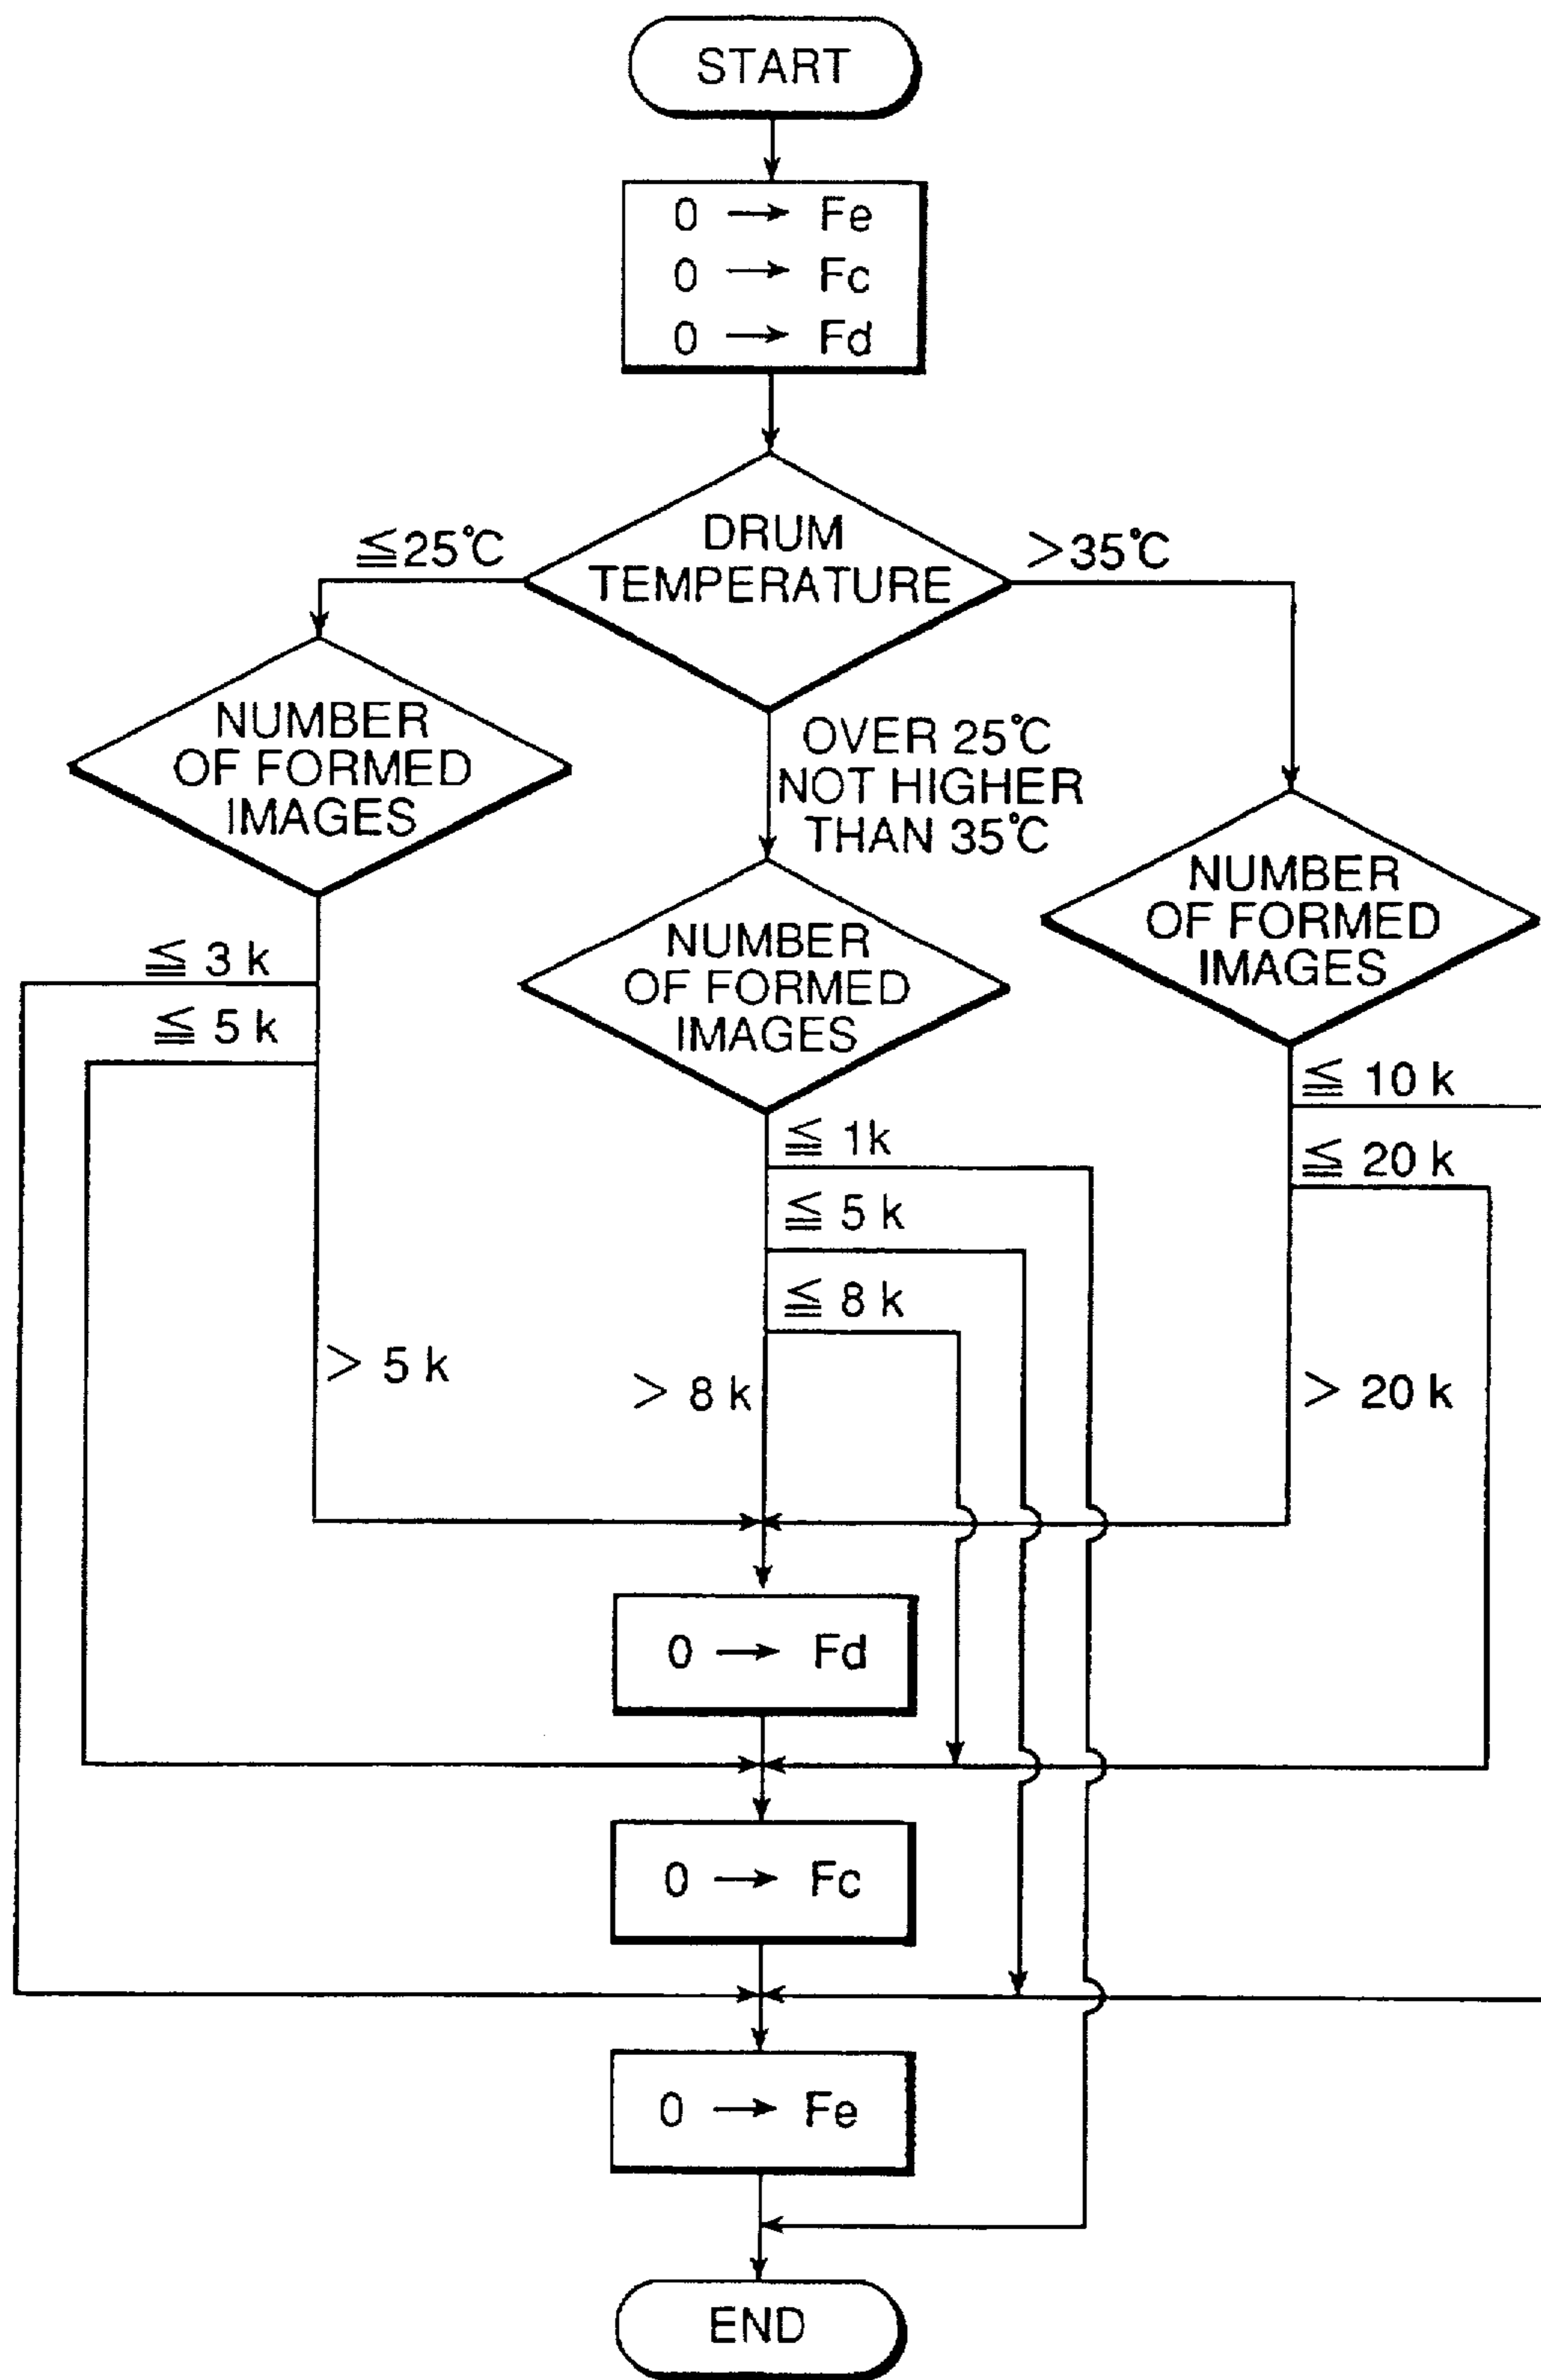 START
0 → Fe
0 → Fc
0 → Fd
DRUM
TEMPERATURE
≦25℃
>35℃
OVER 25℃
NOT HIGHER
THAN 35℃
NUMBER
OF FORMED
IMAGES
NUMBER
OF FORMED
IMAGES
NUMBER
OF FORMED
IMAGES
≦ 3 k
≦ 5 k
> 5 k
≦ 1k
≦ 5 k
≦ 8 k
> 8 k
≦ 10 k
≦ 20 k
> 20 k
0 → Fd
0 → Fc
0 → Fe
END